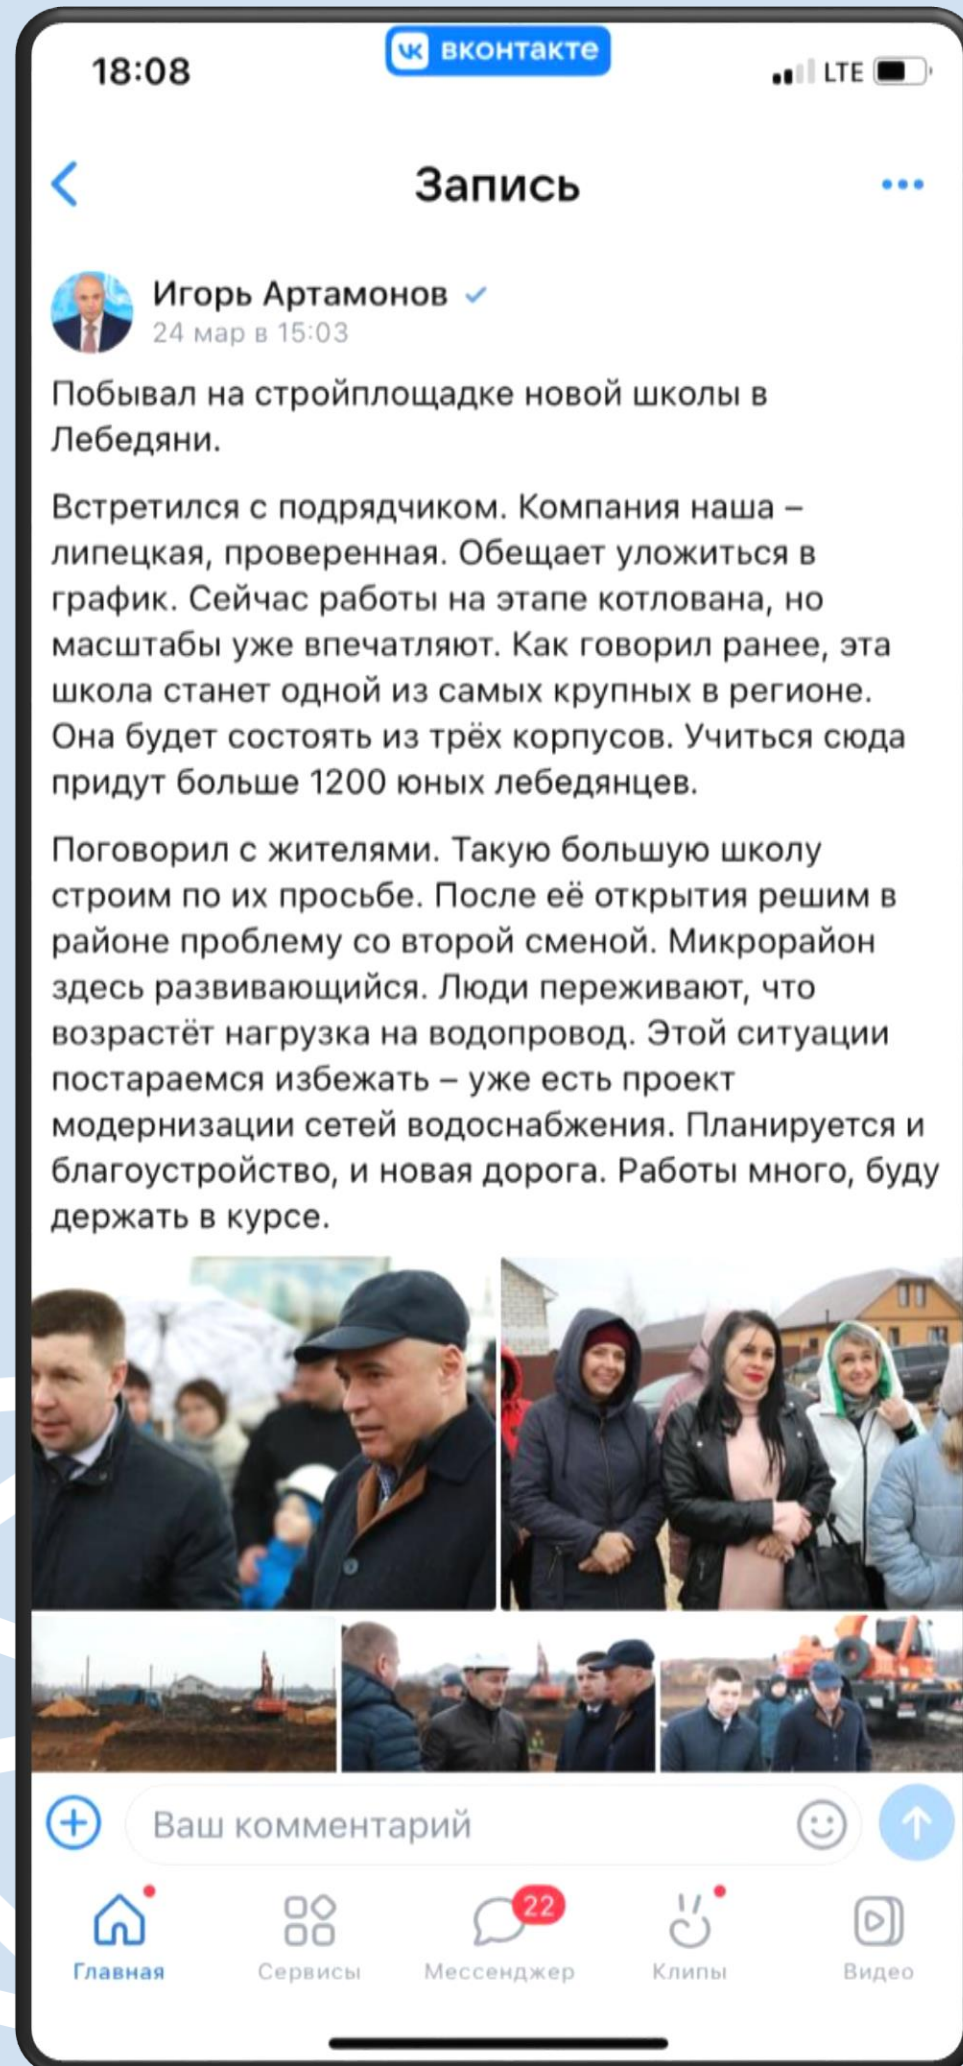 18:08
вконтакте
LTE
Запись
Игорь Артамонов
24 мар в 15:03
Побывал на стройплощадке новой школы в
Лебедяни.
Встретился с подрядчиком. Компания наша –
липецкая, проверенная. Обещает уложиться в
график. Сейчас работы на этапе котлована, но
масштабы уже впечатляют. Как говорил ранее, эта
школа станет одной из самых крупных в регионе.
Она будет состоять из трёх корпусов. Учиться сюда
придут больше 1200 юных лебедянцев.
Поговорил с жителями. Такую большую школу
строим по их просьбе. После её открытия решим в
районе проблему со второй сменой. Микрорайон
здесь развивающийся. Люди переживают, что
возрастёт нагрузка на водопровод. Этой ситуации
постараемся избежать – уже есть проект
модернизации сетей водоснабжения. Планируется и
благоустройство, и новая дорога. Работы много, буду
держать в курсе.
Ваш комментарий
22
Главная
Сервисы
Мессенджер
Клипы
Видео